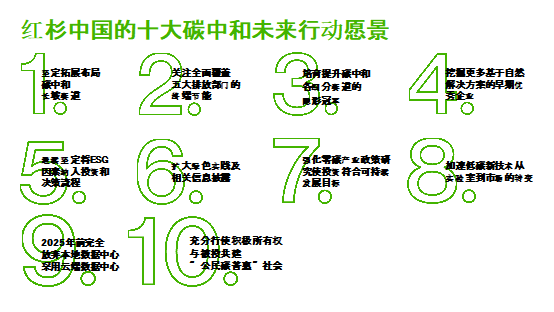 红杉中国的十大碳中和未来行动愿景
1.
坚定拓展布局
碳中和
长坡赛道
2.
关注全面覆盖
五大排放部门的
终端节能
3.
培育提升碳中和
各细分赛道的
隐形冠军
4.
挖掘更多基于自然
解决方案的早期优
秀企业
5.
更坚定将ESG
因素纳入投资和
决策流程
6.
扩大绿色实践及
相关信息披露
7.
强化零碳产业政策研
究使投资符合可持续
发展目标
8.
加速低碳新技术从
实验室到市场的转变
9.
2025年前完全
放弃本地数据中心
采用云端数据中心
10.
充分行使积极所有权
与被投共建
“公民碳普惠”社会